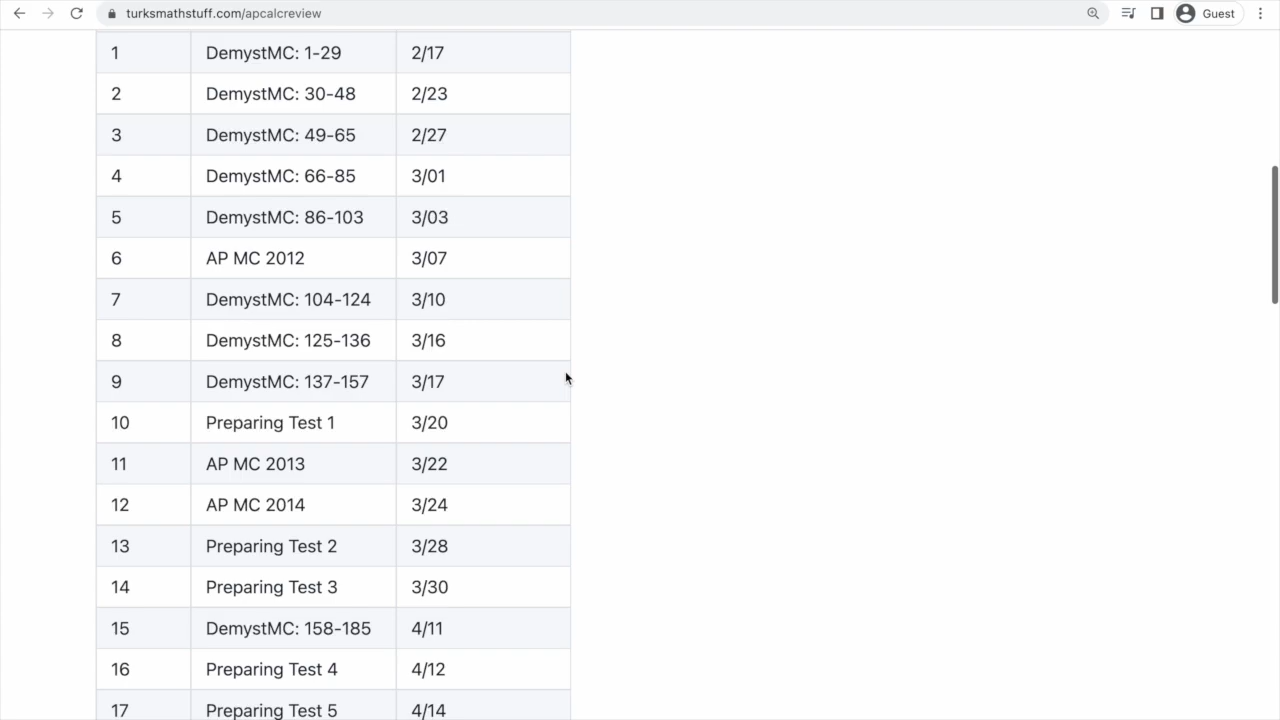 turksmathstuff.com/apcalcreview Guest
1 DemystMC: 1-29 2/17
2 DemystMC: 30-48 2/23
3 DemystMC: 49-65 2/27
4 DemystMC: 66-85 3/01
5 DemystMC: 86-103 3/03
6 AP MC 2012 3/07
7 DemystMC: 104-124 3/10
8 DemystMC: 125-136 3/16
9 DemystMC: 137-157 3/17
10 Preparing Test 1 3/20
11 AP MC 2013 3/22
12 AP MC 2014 3/24
13 Preparing Test 2 3/28
14 Preparing Test 3 3/30
15 DemystMC: 158-185 4/11
16 Preparing Test 4 4/12
17 Preparing Test 5 4/14